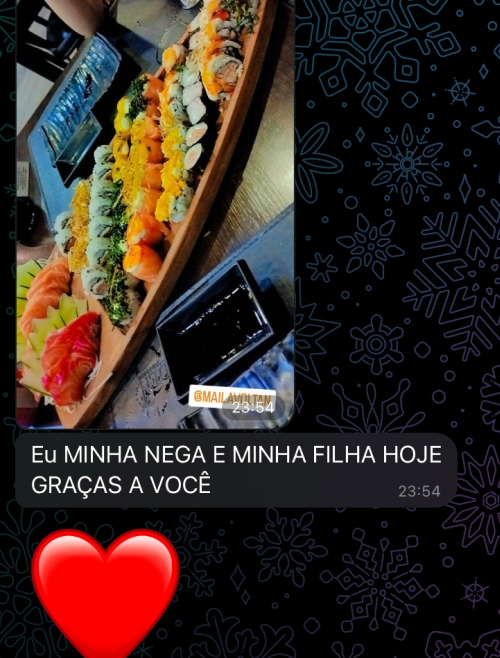 @MAILAVOLTAN
23:54
Eu MINHA NEGA E MINHA FILHA HOJE
GRAÇAS A VOCÊ
23:54